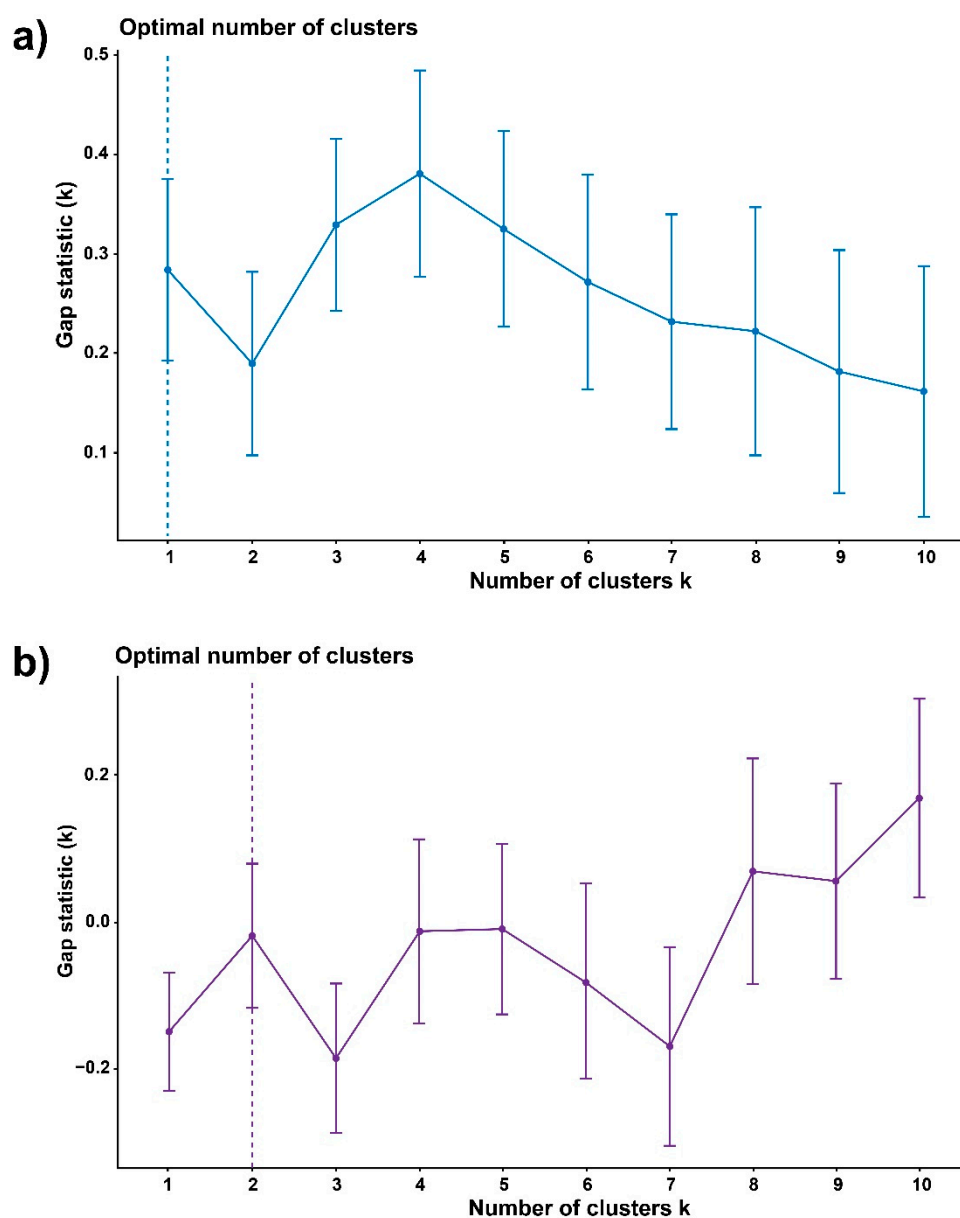 a)
Optimal number of clusters
0.5
0.4
0.3
0.2
0.1
Gap statistic (k)
1 2 3 4 5 6 7 8 9 10
Number of clusters k
b)
Optimal number of clusters
0.2
0.0
−0.2
Gap statistic (k)
1 2 3 4 5 6 7 8 9 10
Number of clusters k